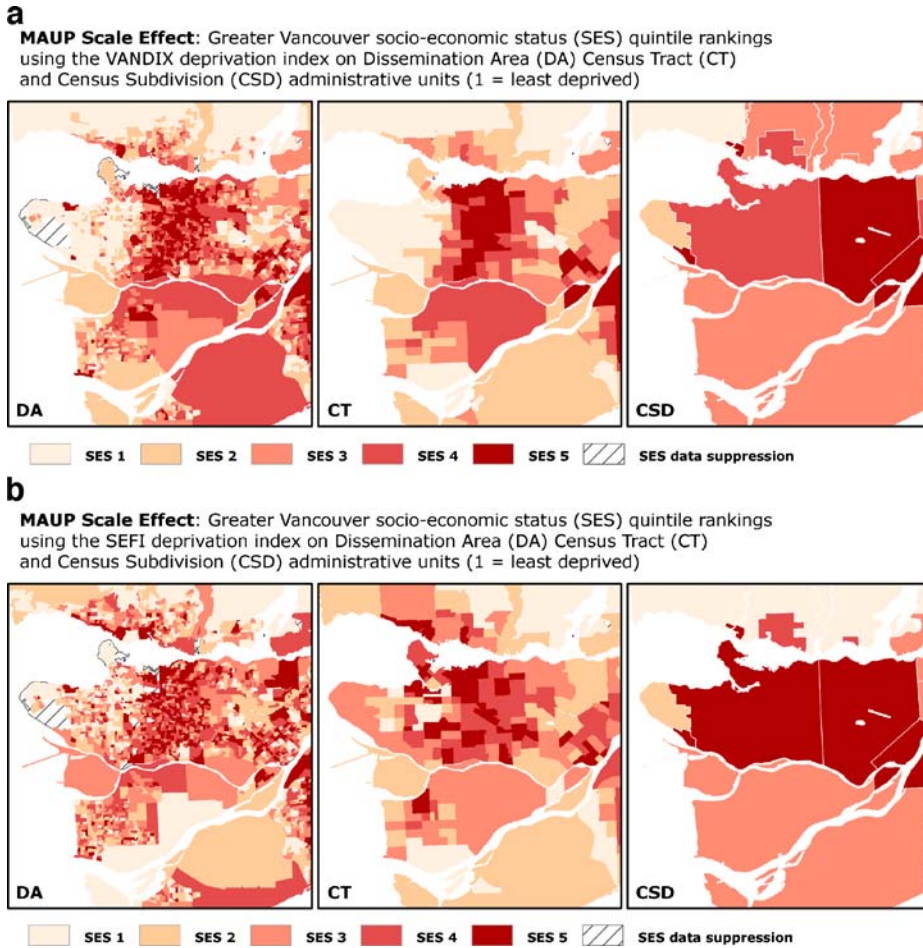 a
MAUP Scale Effect: Greater Vancouver socio-economic status (SES) quintile rankings
using the VANDIX deprivation index on Dissemination Area (DA) Census Tract (CT)
and Census Subdivision (CSD) administrative units (1 = least deprived)
DA CT CSD
SES 1 SES 2 SES 3 SES 4 SES 5 SES data suppression
b
MAUP Scale Effect: Greater Vancouver socio-economic status (SES) quintile rankings
using the SEFI deprivation index on Dissemination Area (DA) Census Tract (CT)
and Census Subdivision (CSD) administrative units (1 = least deprived)
DA CT CSD
SES 1 SES 2 SES 3 SES 4 SES 5 SES data suppression